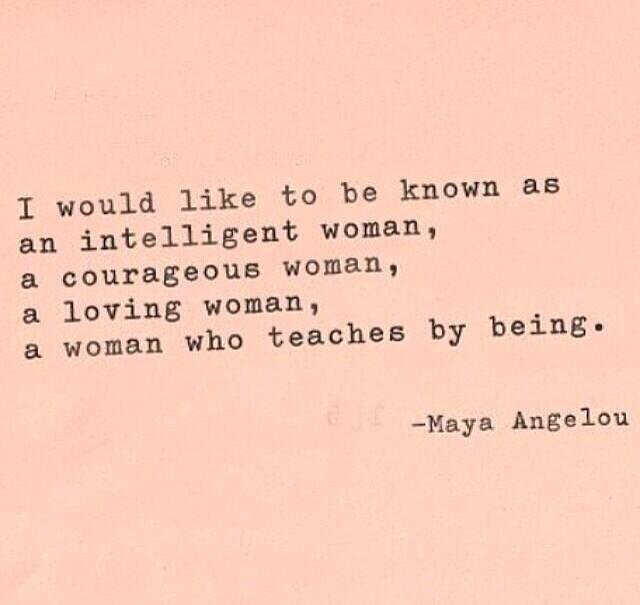 I would like to be known as
an intelligent woman,
a courageous woman,
a loving woman,
a woman who teaches by being.
-Maya Angelou